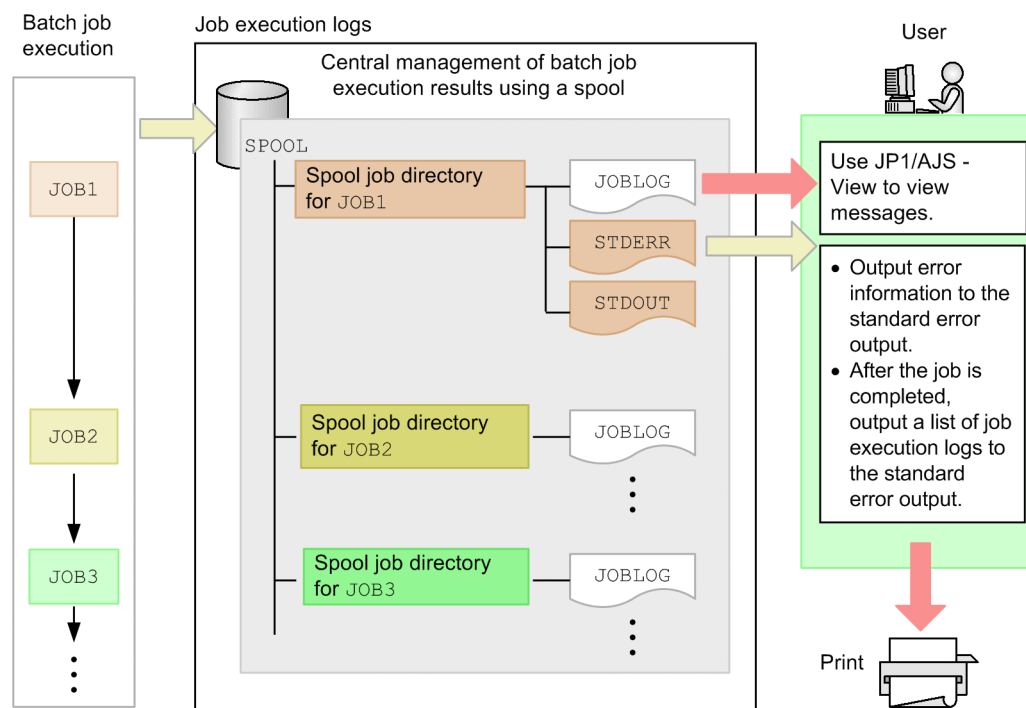 Batch job
execution
JOB1
JOB2
JOB3
Job execution logs
Central management of batch job
execution results using a spool
SPOOL
Spool job directory
for JOB1
JOBLOG
STDERR
STDOUT
Spool job directory
for JOB2
JOBLOG
Spool job directory
for JOB3
JOBLOG
User
Use JP1/AJS -
View to view
messages.
• Output error
information to the
standard error
output.
• After the job is
completed,
output a list of job
execution logs to
the standard
error output.
Print